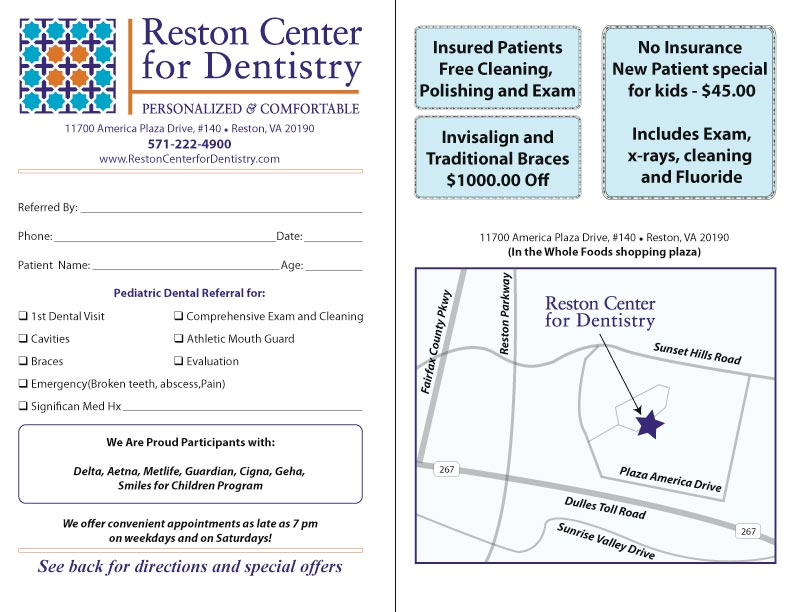 Reston Center
for Dentistry
PERSONALIZED & COMFORTABLE
11700 America Plaza Drive, #140 • Reston, VA 20190
571-222-4900
www.RestonCenterforDentistry.com
Referred By:
Phone: Date:
Patient Name: Age:
Pediatric Dental Referral for:
❑ 1st Dental Visit ❑ Comprehensive Exam and Cleaning
❑ Cavities ❑ Athletic Mouth Guard
❑ Braces ❑ Evaluation
❑ Emergency(Broken teeth, abscess,Pain)
❑ Significan Med Hx
We Are Proud Participants with:
Delta, Aetna, Metlife, Guardian, Cigna, Geha,
Smiles for Children Program
We offer convenient appointments as late as 7 pm
on weekdays and on Saturdays!
See back for directions and special offers
Insured Patients
Free Cleaning,
Polishing and Exam
Invisalign and
Traditional Braces
$1000.00 Off
No Insurance
New Patient special
for kids - $45.00
Includes Exam,
x-rays, cleaning
and Fluoride
11700 America Plaza Drive, #140 • Reston, VA 20190
(In the Whole Foods shopping plaza)
Fairfax County Pkwy
Reston Parkway
Reston Center
for Dentistry
Sunset Hills Road
Plaza America Drive
267
Dulles Toll Road
267
Sunrise Valley Drive